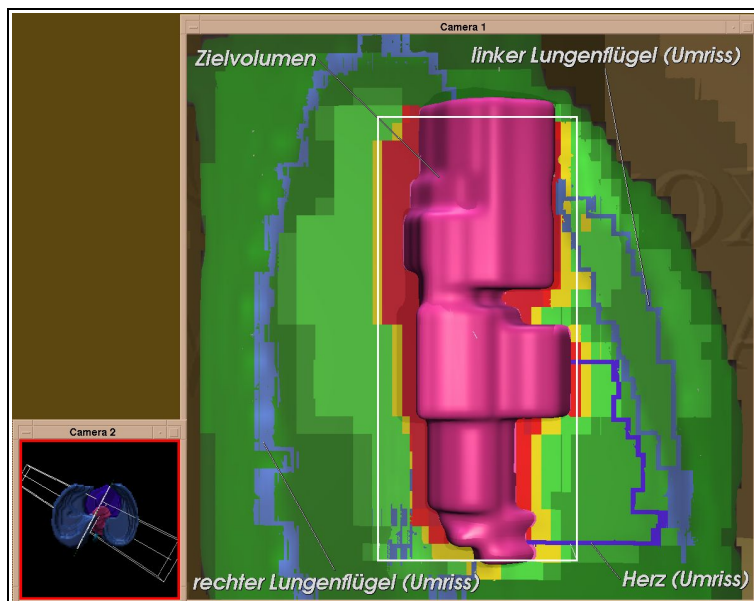 Camera 1
Zielvolumen
linker Lungenflügel (Umriss)
Camera 2
rechter Lungenflügel (Umriss)
Herz (Umriss)